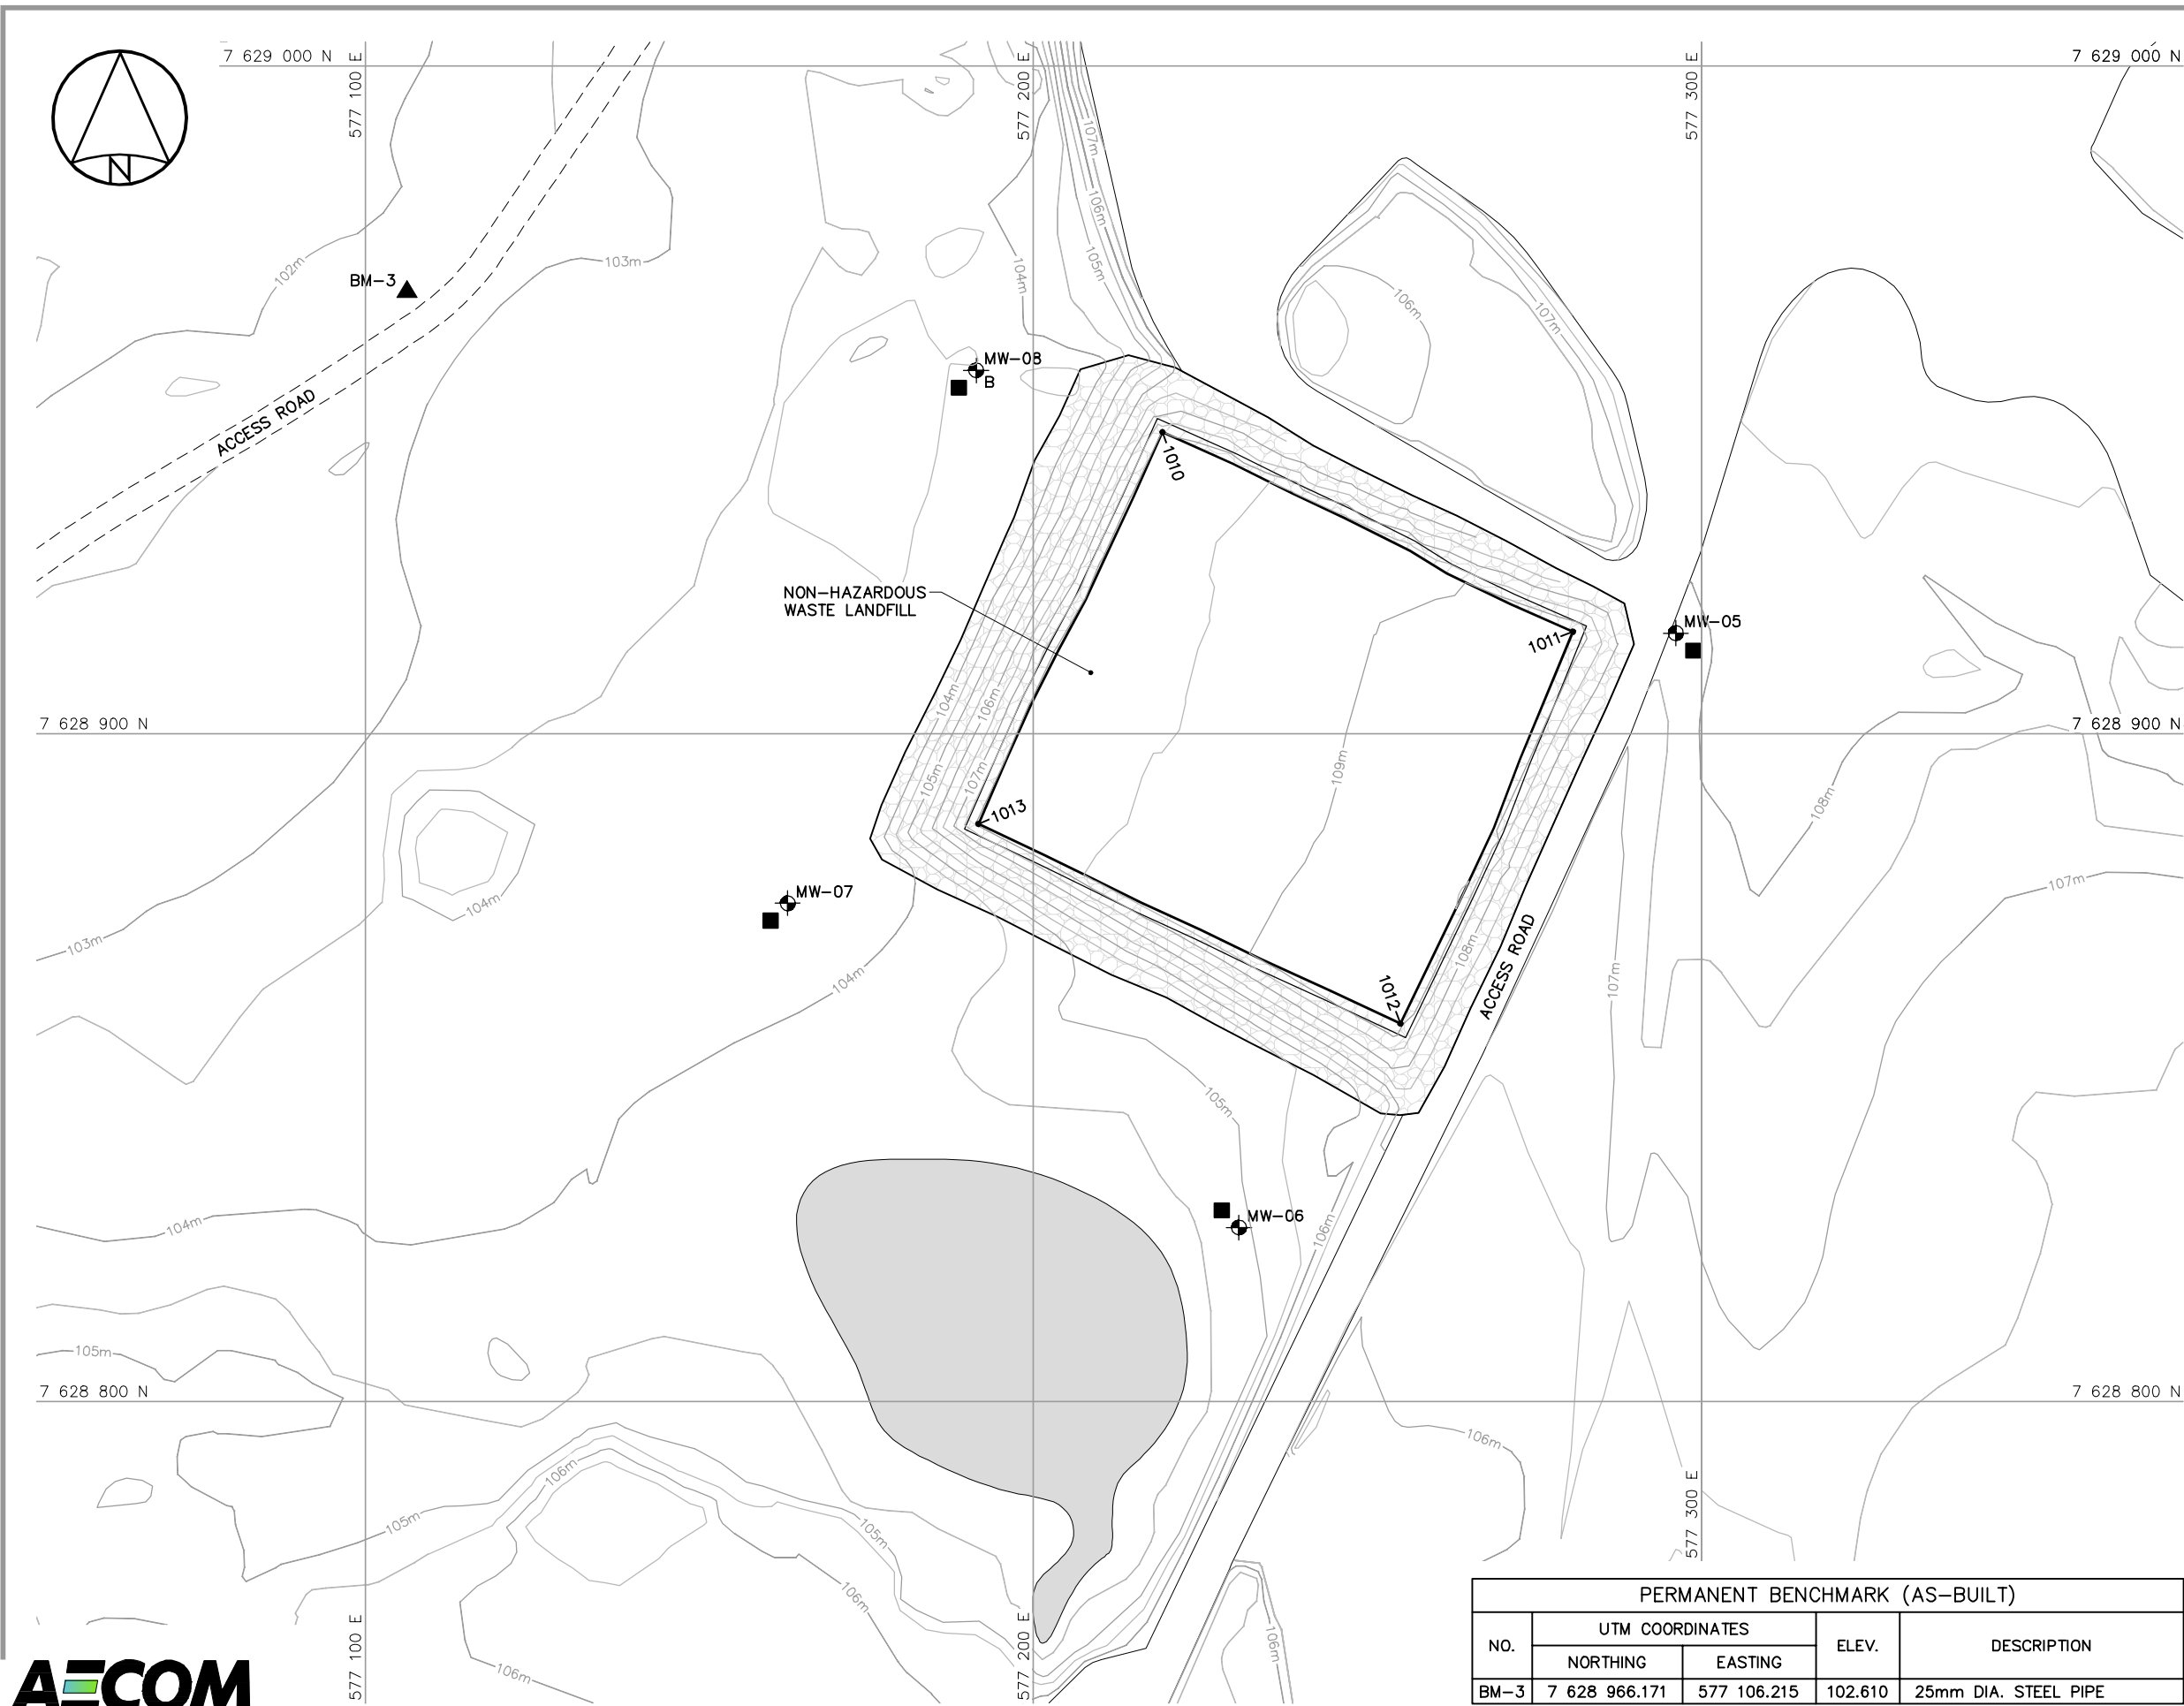 7 629 000 N
577 100 E
577 200 E
577 300 E
7 629 000 N
N
107m
106m
105m
104m
103m
102m
BM-3
106m
107m
MW-08
B
ACCESS ROAD
1010
NON-HAZARDOUS
WASTE LANDFILL
1011
MW-05
104m
106m
7 628 900 N
7 628 900 N
105m
107m
109m
108m
1013
MW-07
104m
107m
103m
108m
ACCESS ROAD
104m
1012
107m
105m
MW-06
104m
106m
105m
7 628 800 N
7 628 800 N
106m
106m
105m
105m
577 300 E
106m
577 100 E
106m
577 200 E
106m
AECOM
PERMANENT BENCHMARK (AS-BUILT)
NO.
UTM COORDINATES
ELEV.
DESCRIPTION
NORTHING
EASTING
BM-3 7 628 966.171 577 106.215 102.610 25mm DIA. STEEL PIPE